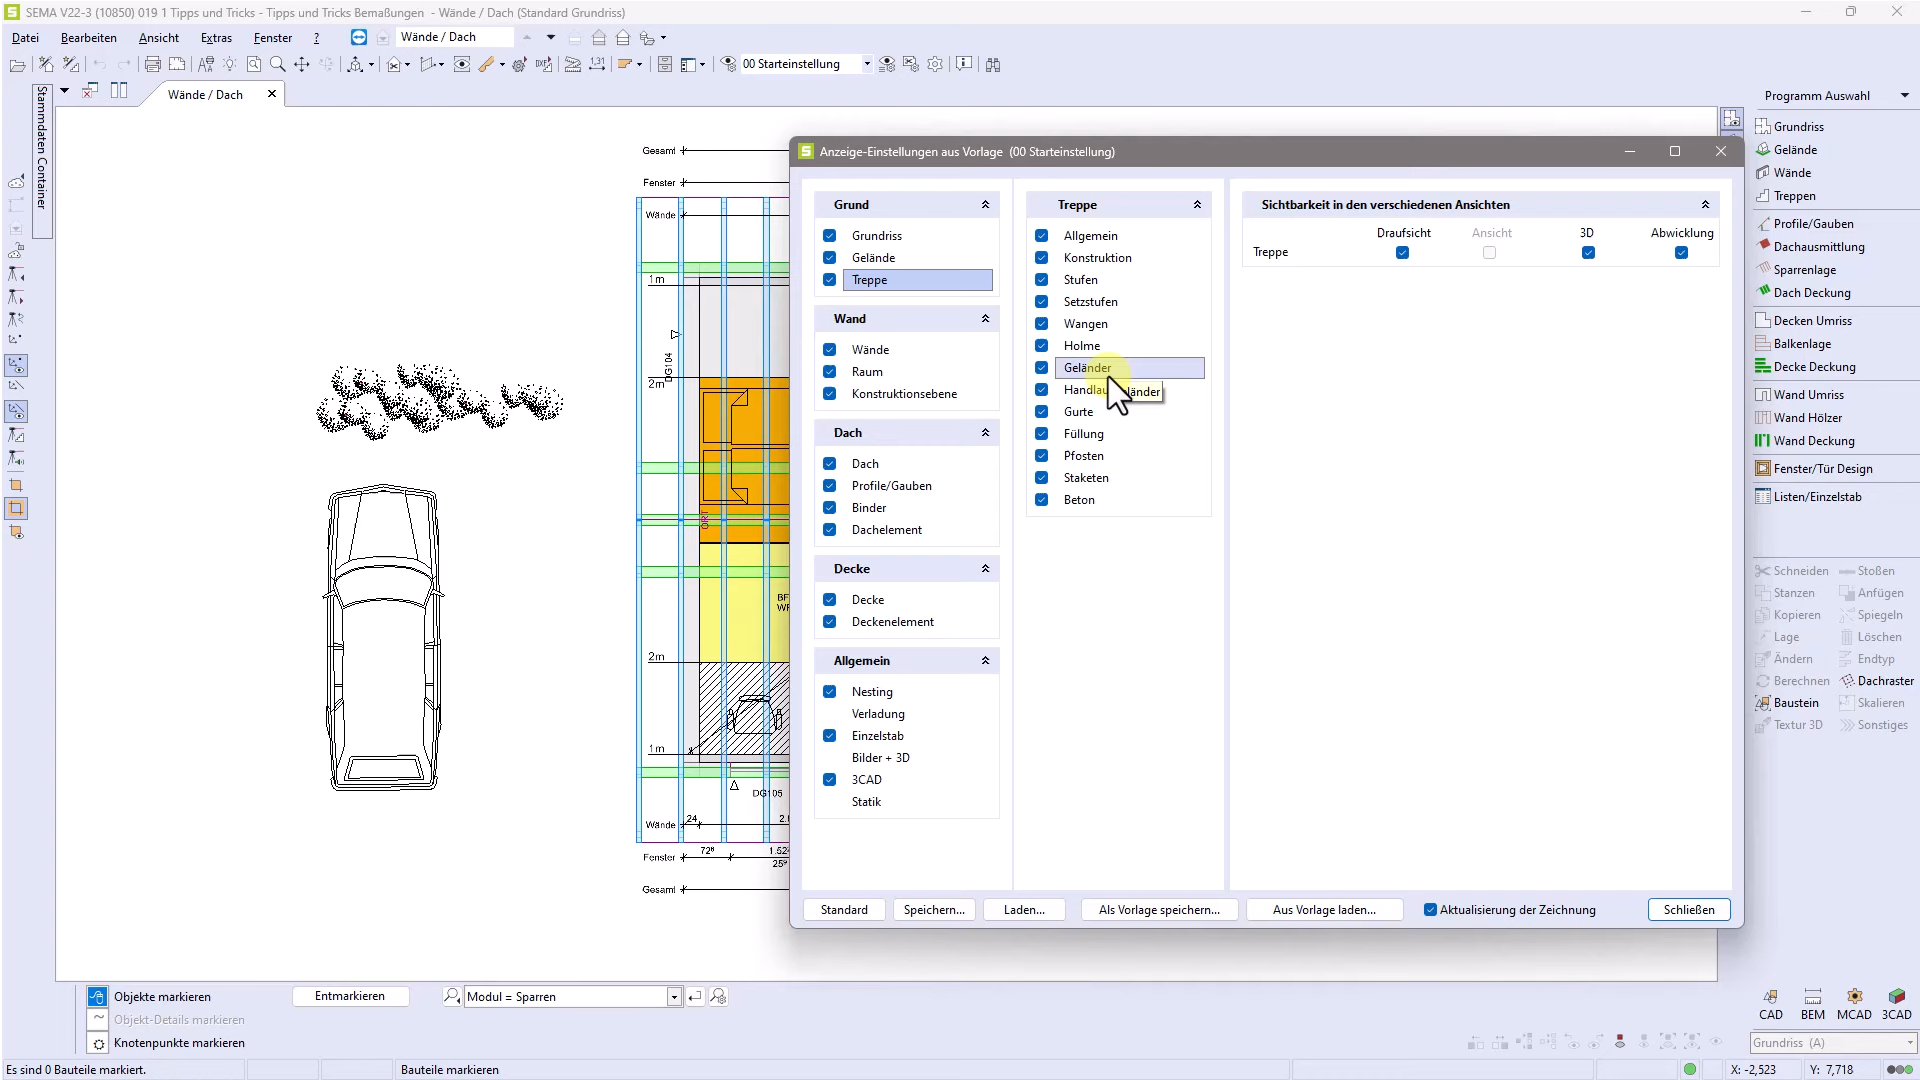 SEMA V22-3 (10850) 019 1 Tipps und Tricks - Tipps und Tricks Bemaßungen - Wände / Dach (Standard Grundriss)
Datei Bearbeiten Ansicht Extras Fenster ? Wände / Dach
00 Starteinstellung
Stammdaten Container
Wände / Dach
Programm Auswahl
Grundriss
Gelände
Wände
Treppen
Profile/Gauben
Dachausmittlung
Sparrenlage
Dach Deckung
Decken Umriss
Balkenlage
Decke Deckung
Wand Umriss
Wand Hölzer
Wand Deckung
Fenster/Tür Design
Listen/Einzelstab
Schneiden Stoßen
Stanzen Anfügen
Kopieren Spiegeln
Lage Löschen
Ändern Endtyp
Berechnen Dachraster
Baustein Skalieren
Textur 3D Sonstiges
CAD BEM MCAD 3CAD
Grundriss (A)
Gesamt
Fenster
Wände
1m
DG104
2m
ORT
BF
2m
1m
DG105
Wände 24
Fenster 72⁸ 1.52
Gesamt
Anzeige-Einstellungen aus Vorlage (00 Starteinstellung)
Grund
Grundriss
Gelände
Treppe
Wand
Wände
Raum
Konstruktionsebene
Dach
Dach
Profile/Gauben
Binder
Dachelement
Decke
Decke
Deckenelement
Allgemein
Nesting
Verladung
Einzelstab
Bilder + 3D
3CAD
Statik
Treppe
Allgemein
Konstruktion
Stufen
Setzstufen
Wangen
Holme
Geländer
Handlau länder
Gurte
Füllung
Pfosten
Staketen
Beton
Sichtbarkeit in den verschiedenen Ansichten
Draufsicht Ansicht 3D Abwicklung
Treppe
Standard Speichern... Laden... Als Vorlage speichern... Aus Vorlage laden... Aktualisierung der Zeichnung Schließen
Objekte markieren Entmarkieren Modul = Sparren
Objekt-Details markieren
Knotenpunkte markieren
Es sind 0 Bauteile markiert. Bauteile markieren X: -2,523 Y: 7,718